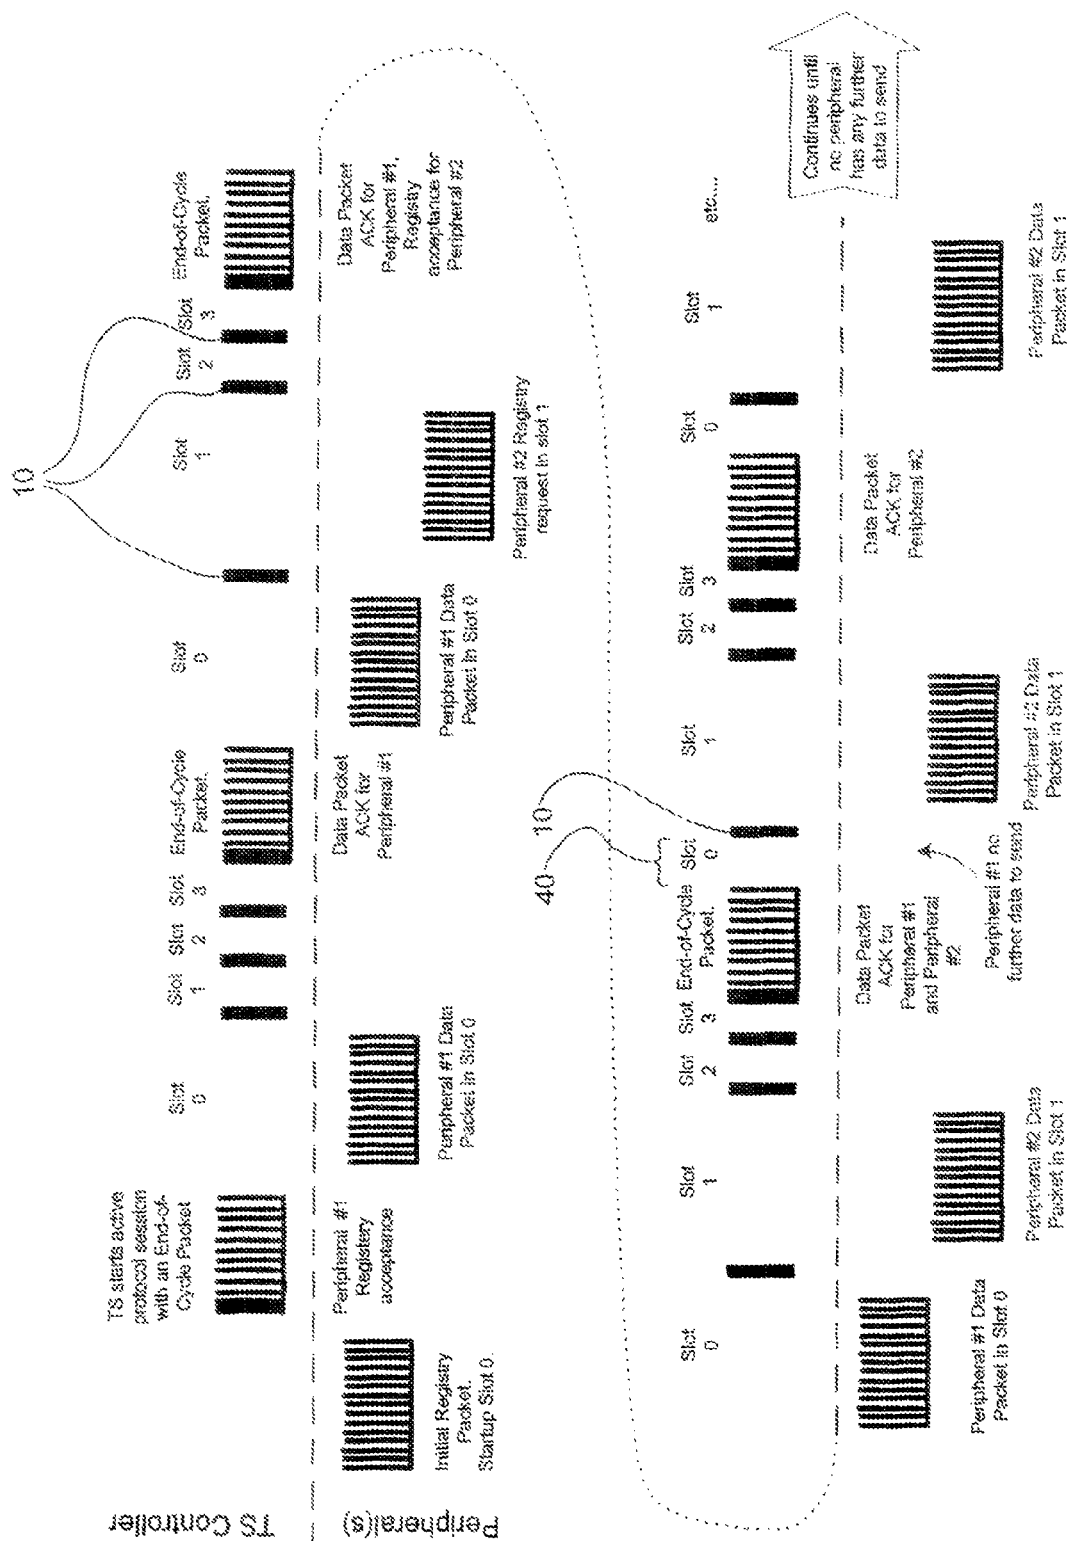 TS Controller
Peripheral(s)
Initial Registry
Packet.
Startup Slot 0.
TS starts active
protocol session
with an End-of-
Cycle Packet
Peripheral #1
Registery
acceptance
Slot
0
Peripheral #1 Data
Packet in Slot 0
Slot
1
Slot
2
Slot
3
End-of-Cycle
Packet.
Data Packet
ACK for
Peripheral #1
Slot
0
Peripheral #1 Data
Packet in Slot 0
10
Slot
1
Peripheral #2 Registry
request in slot 1
Slot
2
Slot
3
End-of-Cycle
Packet.
Data Packet
ACK for
Peripheral #1,
Registry
acceptance for
Peripheral #2
Slot
0
Peripheral #1 Data
Packet in Slot 0
Slot
1
Peripheral #2 Data
Packet in Slot 1
Slot
2
Slot
3
End-of-Cycle
Packet.
Data Packet
ACK for
Peripheral #1
and Peripheral
#2
40
10
Slot
0
Peripheral #1 no
further data to send
Slot
1
Peripheral #2 Data
Packet in Slot 1
Slot
2
Slot
3
Data Packet
ACK for
Peripheral #2
Slot
0
Slot
1
Peripheral #2 Data
Packet in Slot 1
etc...
Continues until
no peripheral
has any further
data to send